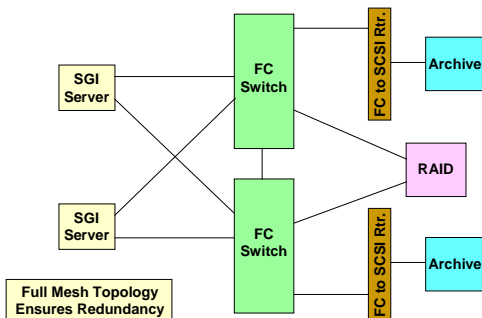 SGI
Server
FC
Switch
FC to SCSI Rtr.
Archive
RAID
SGI
Server
FC
Switch
FC to SCSI Rtr.
Archive
Full Mesh Topology
Ensures Redundancy